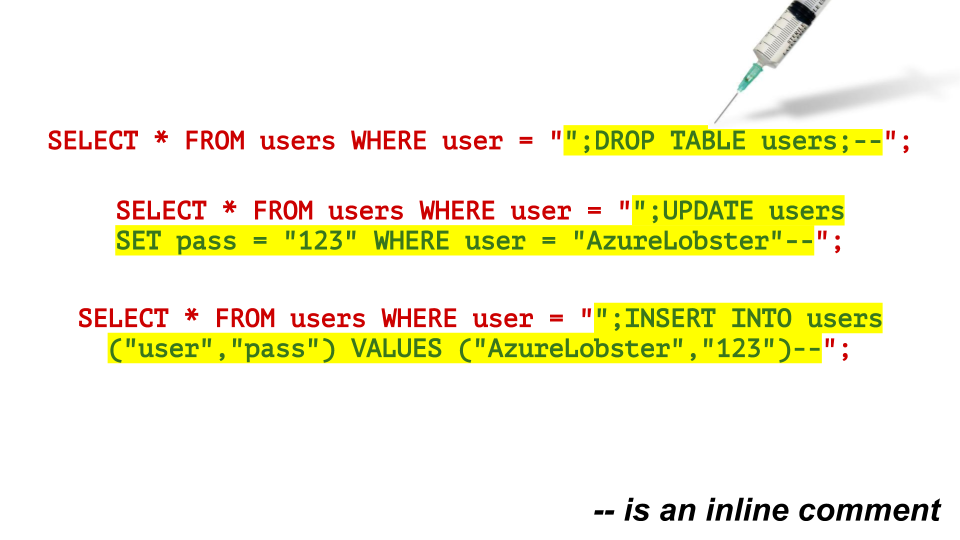 SELECT * FROM users WHERE user = "";DROP TABLE users;--";
SELECT * FROM users WHERE user = "";UPDATE users
SET pass = "123" WHERE user = "AzureLobster"--";
SELECT * FROM users WHERE user = "";INSERT INTO users
("user","pass") VALUES ("AzureLobster","123")--";
-- is an inline comment